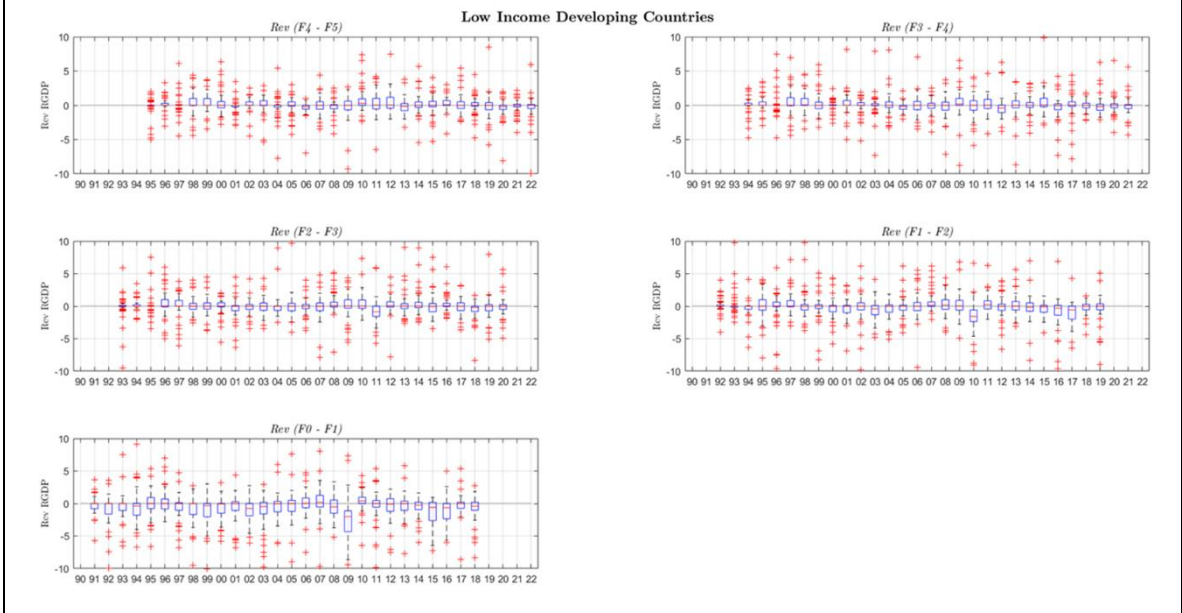 Low Income Developing Countries
Rev (F4 - F5)
10
5
0
-5
-10
Rev RGDP
90 91 92 93 94 95 96 97 98 99 00 01 02 03 04 05 06 07 08 09 10 11 12 13 14 15 16 17 18 19 20 21 22
Rev (F3 - F4)
10
5
0
-5
-10
Rev RGDP
90 91 92 93 94 95 96 97 98 99 00 01 02 03 04 05 06 07 08 09 10 11 12 13 14 15 16 17 18 19 20 21 22
Rev (F2 - F3)
10
5
0
-5
-10
Rev RGDP
90 91 92 93 94 95 96 97 98 99 00 01 02 03 04 05 06 07 08 09 10 11 12 13 14 15 16 17 18 19 20 21 22
Rev (F1 - F2)
10
5
0
-5
-10
Rev RGDP
90 91 92 93 94 95 96 97 98 99 00 01 02 03 04 05 06 07 08 09 10 11 12 13 14 15 16 17 18 19 20 21 22
Rev (F0 - F1)
10
5
0
-5
-10
Rev RGDP
90 91 92 93 94 95 96 97 98 99 00 01 02 03 04 05 06 07 08 09 10 11 12 13 14 15 16 17 18 19 20 21 22